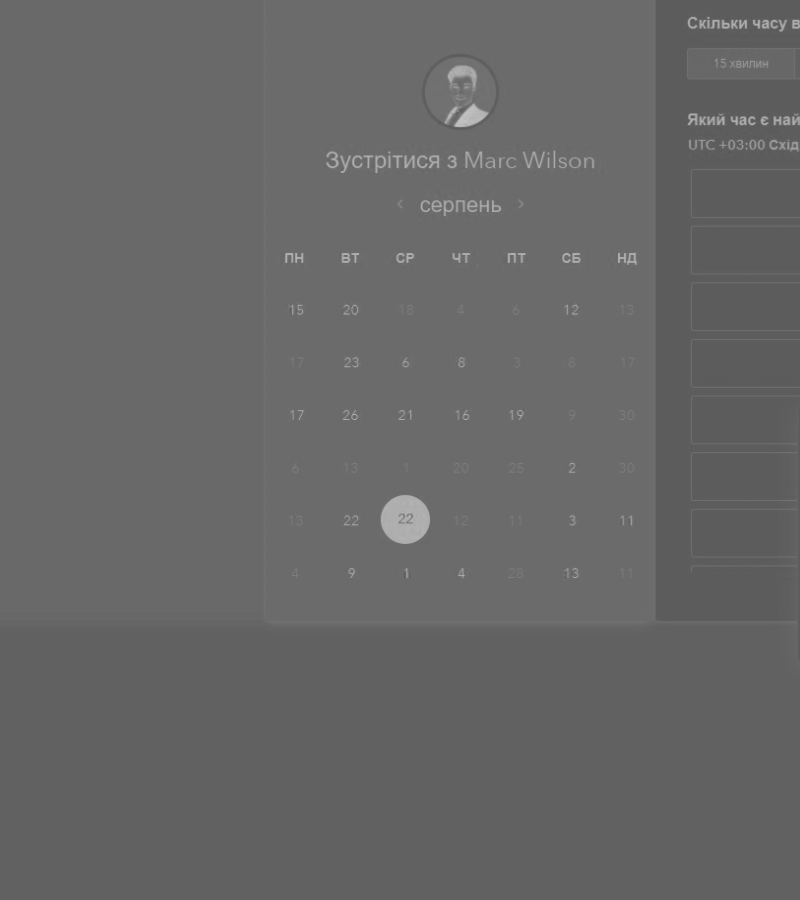 Скільки часу в
15 хвилин
Який час є най
UTC +03:00 Схід
Зустрітися з Marc Wilson
серпень
ПН ВТ СР ЧТ ПТ СБ НД
15 20 18 4 6 12 13
17 23 6 8 3 8 17
17 26 21 16 19 9 30
6 13 1 20 25 2 30
13 22 22 12 11 3 11
4 9 1 4 28 13 11